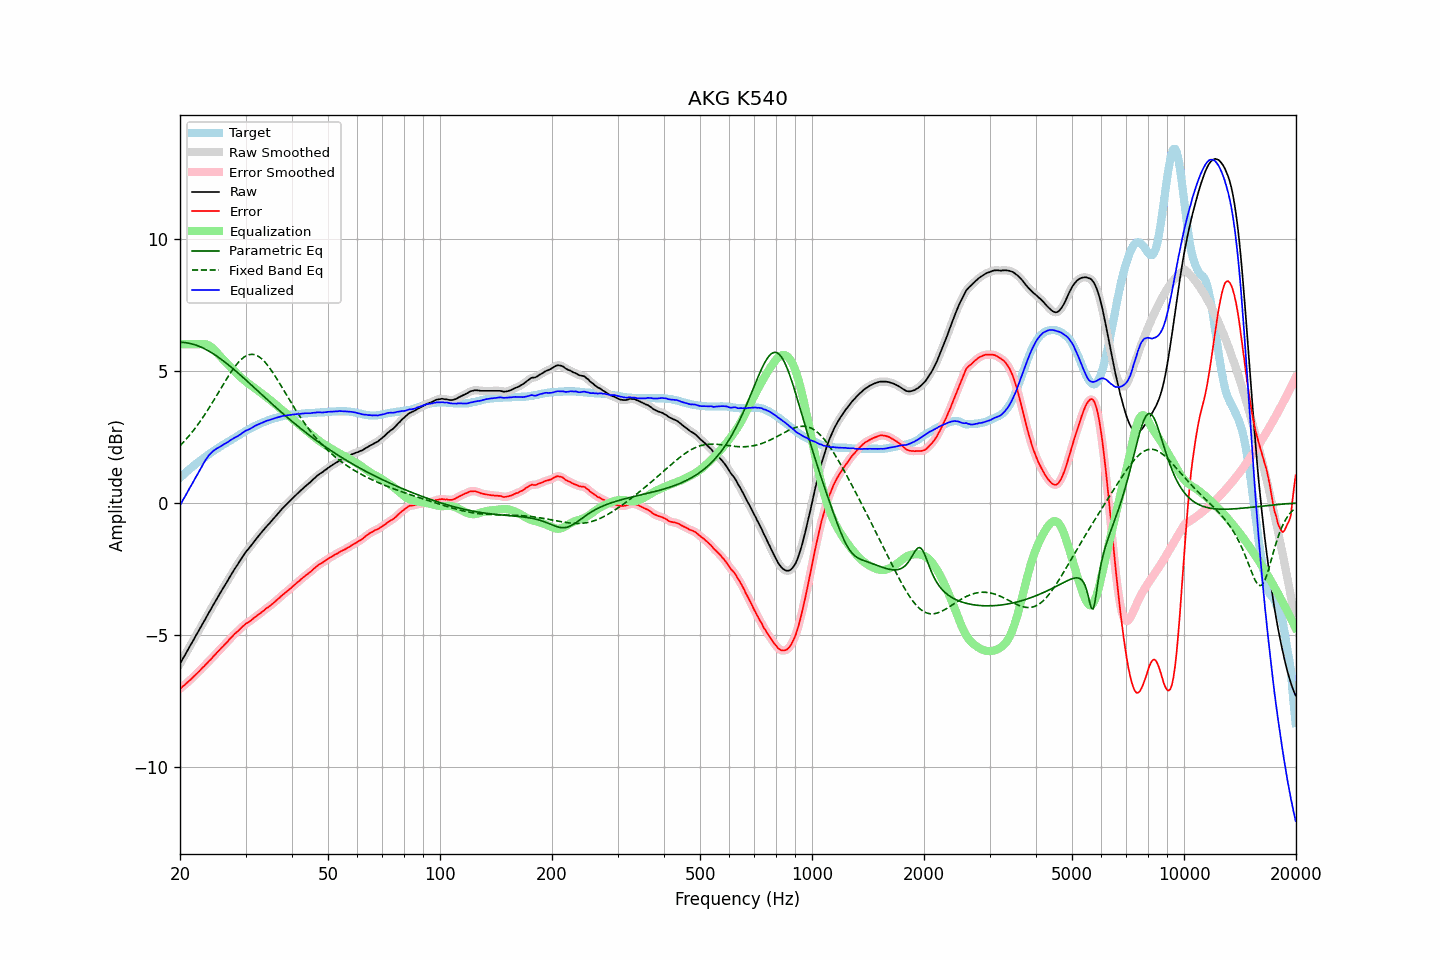 AKG K540
Target
Raw Smoothed
Error Smoothed
Raw
Error
Equalization
Parametric Eq
Fixed Band Eq
Equalized
Amplitude (dBr)
10
5
0
−5
−10
20 50 100 200 500 1000 2000 5000 10000 20000
Frequency (Hz)